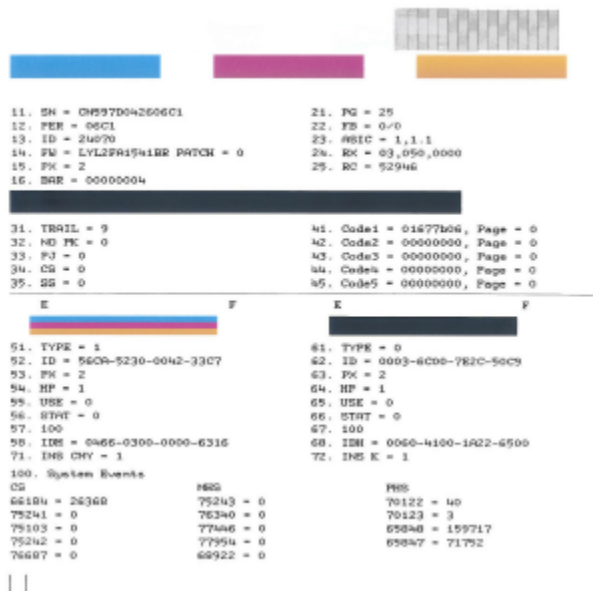 11. SN = CN597D042606C1
12. PER = 06C1
13. ID = 24070
14. FW = LYL2FA1541BR PATCH = 0
15. PX = 2
16. BAR = 00000004
21. PG = 25
22. FB = 0/0
23. ASIC = 1,1.1
24. RX = 03,050,0000
25. RC = 52946
31. TRAIL = 9
32. NO PK = 0
33. PJ = 0
34. CS = 0
35. SS = 0
41. Code1 = 01677b06, Page = 0
42. Code2 = 00000000, Page = 0
43. Code3 = 00000000, Page = 0
44. Code4 = 00000000, Page = 0
45. Code5 = 00000000, Page = 0
E F
51. TYPE = 1
52. ID = 56CA-5230-0042-33C7
53. PX = 2
54. HP = 1
55. USE = 0
56. STAT = 0
57. 100
58. IDH = 0466-0300-0000-6316
71. INS CMY = 1
E F
61. TYPE = 0
62. ID = 0003-6C00-7E2C-50C9
63. PX = 2
64. HP = 1
65. USE = 0
66. STAT = 0
67. 100
68. IDH = 0060-4100-1A22-6500
72. INS K = 1
100. System Events
CS
66184 = 26368
75241 = 0
75103 = 0
75242 = 0
76687 = 0
MRS
75243 = 0
76340 = 0
77446 = 0
77954 = 0
68922 = 0
PHS
70122 = 40
70123 = 3
65848 = 159717
65847 = 71752